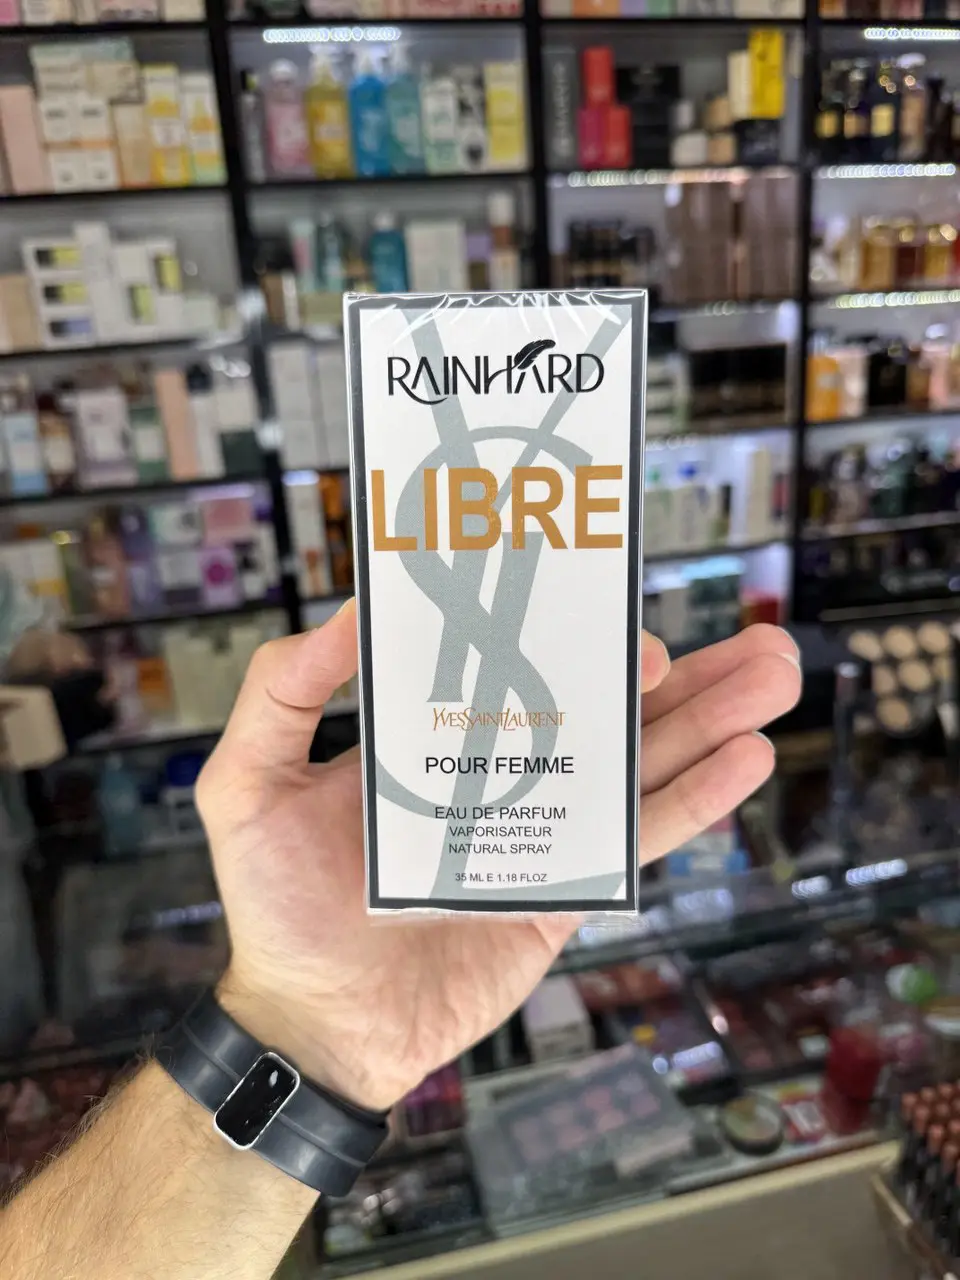 RAINHARD
LIBRE
YVESSAINTLAURENT
POUR FEMME
EAU DE PARFUM
VAPORISATEUR
NATURAL SPRAY
35 ML E 1.18 FLOZ